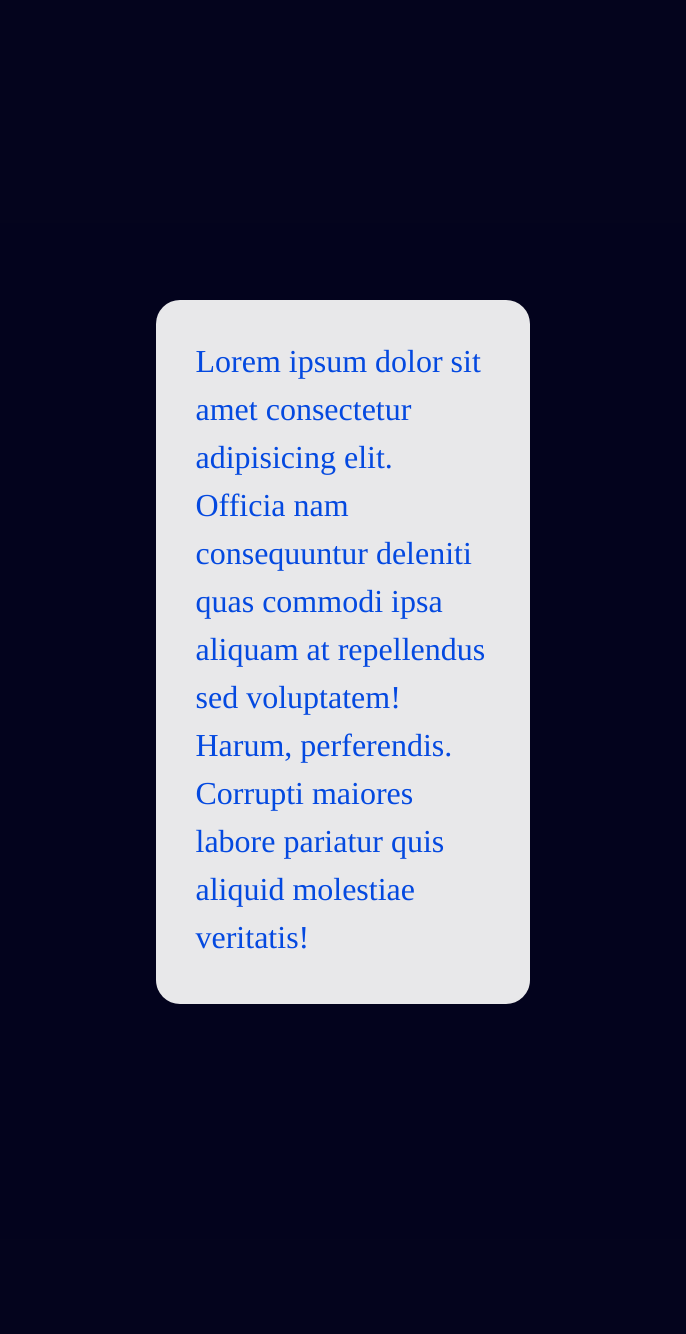 Lorem ipsum dolor sit
amet consectetur
adipisicing elit.
Officia nam
consequuntur deleniti
quas commodi ipsa
aliquam at repellendus
sed voluptatem!
Harum, perferendis.
Corrupti maiores
labore pariatur quis
aliquid molestiae
veritatis!